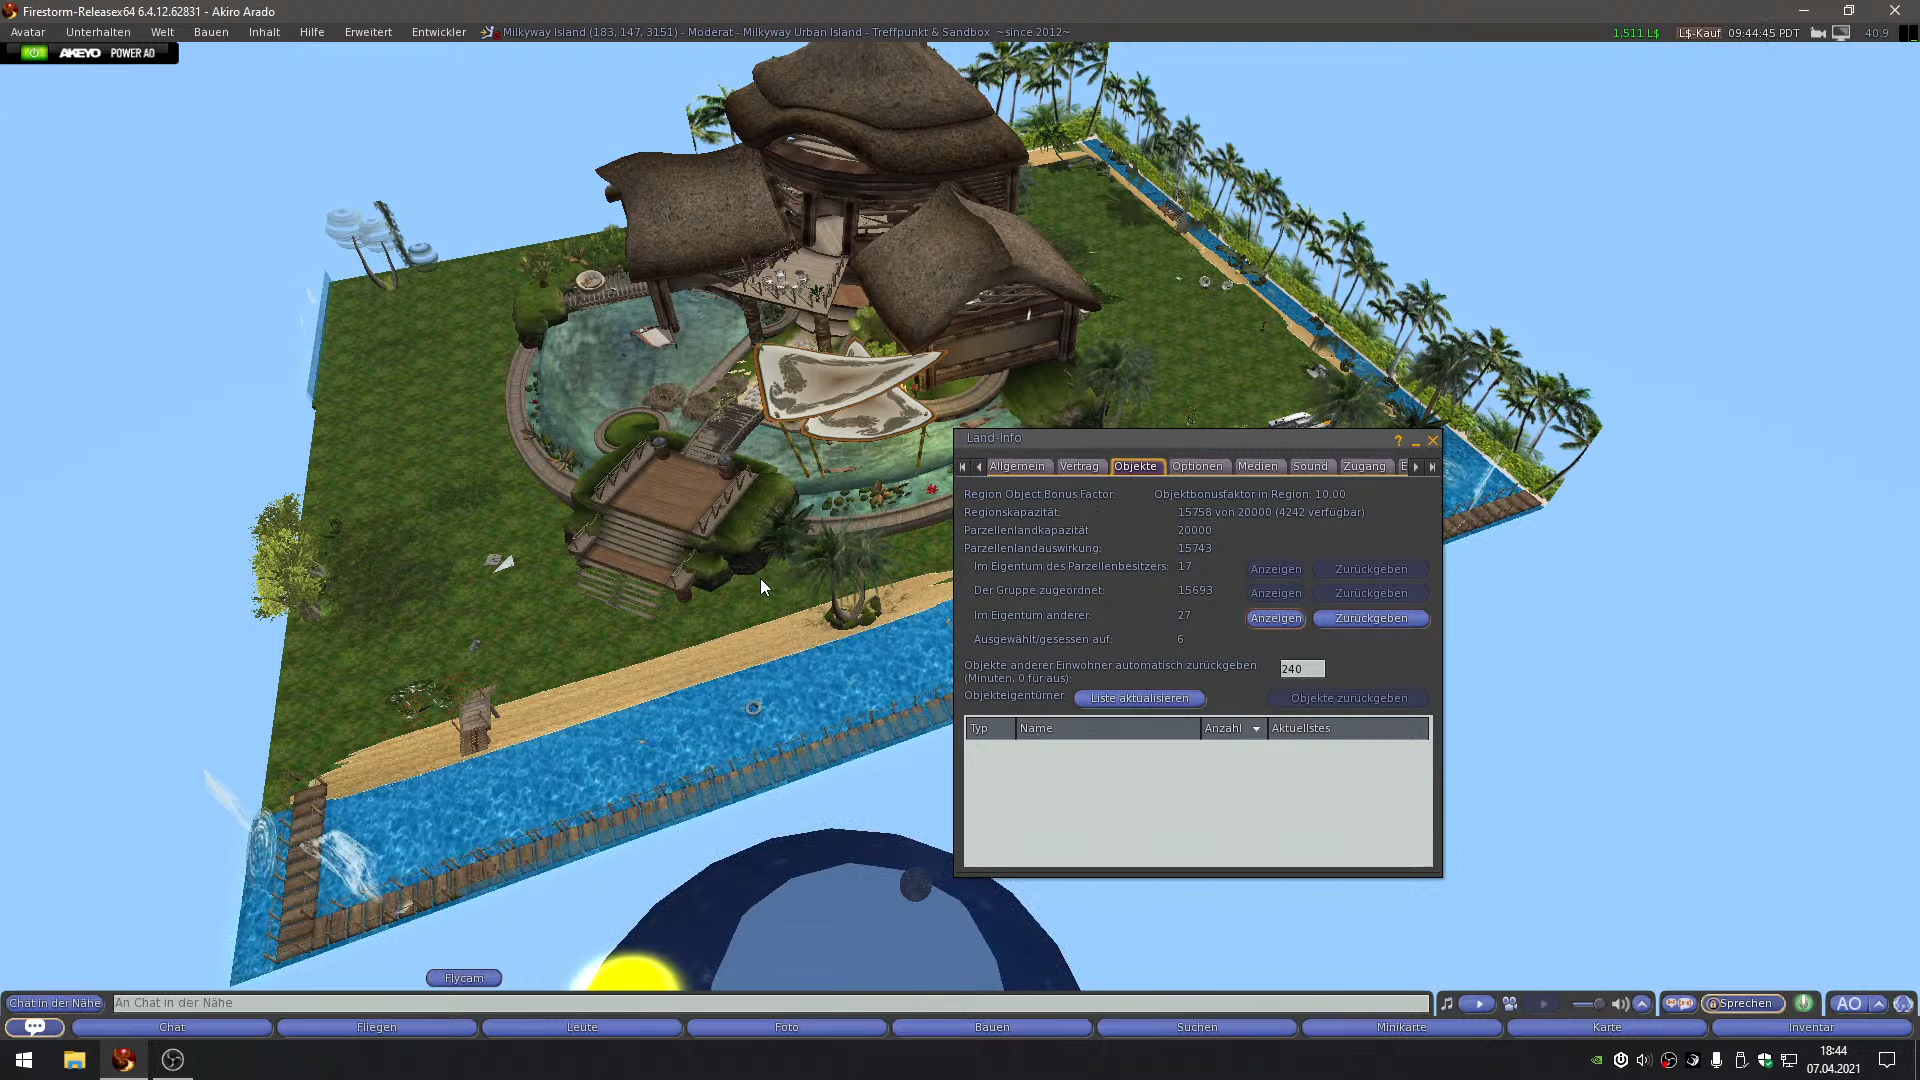 Firestorm-Releasex64 6.4.12.62831 - Akiro Arado
Avatar Unterhalten Welt Bauen Inhalt Hilfe Erweitert Entwickler Milkyway Island (183, 147, 3151) - Moderat - Milkyway Urban Island - Treffpunkt & Sandbox ~since 2012~ 1,511 L$ L$-Kauf 09:44:45 PDT 40.9
AKEYO POWER AO
Land-Info
Allgemein Vertrag Objekte Optionen Medien Sound Zugang E
Region Object Bonus Factor: Objektbonusfaktor in Region: 10.00
Regionskapazität: 15758 von 20000 (4242 verfügbar)
Parzellenlandkapazität 20000
Parzellenlandauswirkung: 15743
Im Eigentum des Parzellenbesitzers: 17 Anzeigen Zurückgeben
Der Gruppe zugeordnet: 15693 Anzeigen Zurückgeben
Im Eigentum anderer: 27 Anzeigen Zurückgeben
Ausgewählt/gesessen auf: 6
Objekte anderer Einwohner automatisch zurückgeben
(Minuten, 0 für aus): 240
Objekteigentümer: Liste aktualisieren Objekte zurückgeben
Typ Name Anzahl Aktuellstes
Flycam
Chat in der Nähe An Chat in der Nähe Sprechen AO
Chat Fliegen Leute Foto Bauen Suchen Minikarte Karte Inventar
18:44
07.04.2021